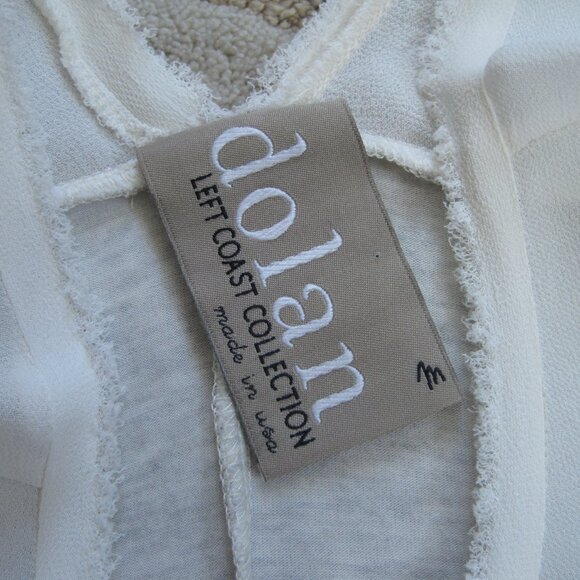 dolan
LEFT COAST COLLECTION
made in usa
m